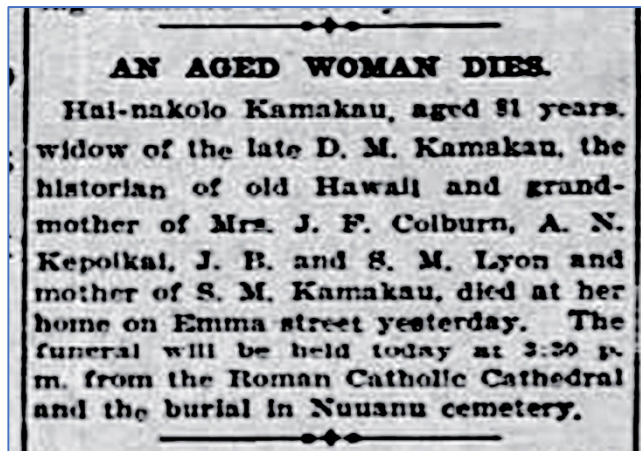 AN AGED WOMAN DIES.
Hai-nakolo Kamakau, aged 81 years,
widow of the late D. M. Kamakau, the
historian of old Hawaii and grand-
mother of Mrs. J. F. Colburn, A. N.
Kepoikai, J. B. and S. M. Lyon and
mother of S. M. Kamakau, died at her
home on Emma street yesterday. The
funeral will be held today at 3:30 p.
m. from the Roman Catholic Cathedral
and the burial in Nuuanu cemetery.